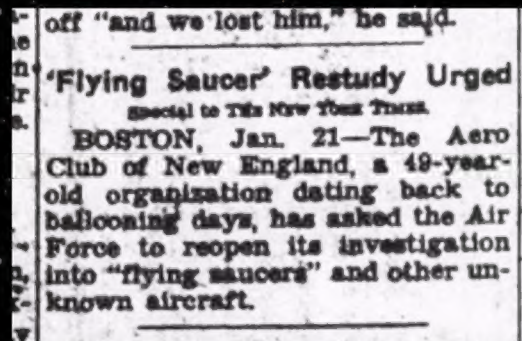 off "and we lost him," he said.
'Flying Saucer' Restudy Urged
Special to THE NEW YORK TIMES.
BOSTON, Jan. 21—The Aero
Club of New England, a 49-year-
old organization dating back to
ballooning days, has asked the Air
Force to reopen its investigation
into "flying saucers" and other un-
known aircraft.